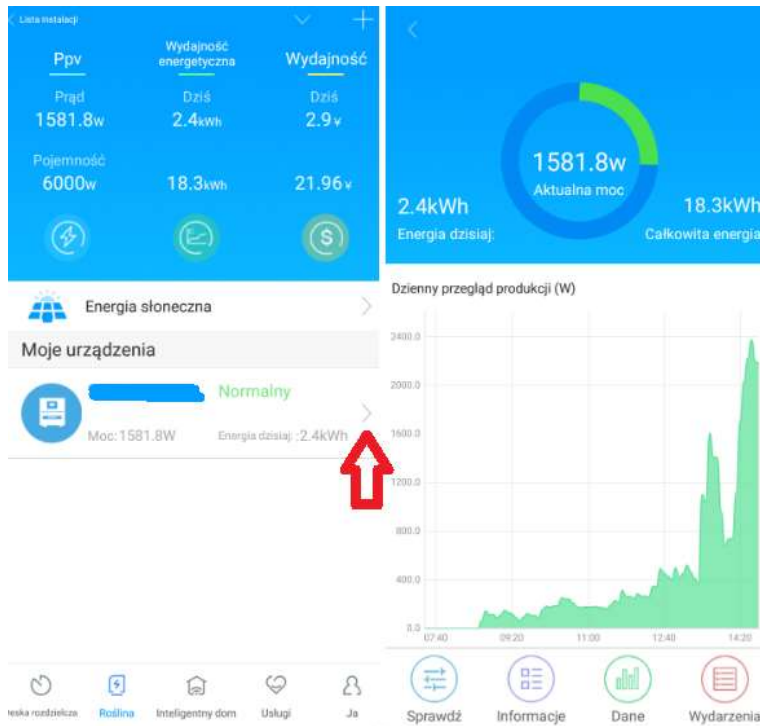 Lista Instalacji
Ppv
Wydajność
energetyczna
Wydajność
Prąd
1581.8w
Dziś
2.4kWh
Dziś
2.9¥
Pojemność
6000w
18.3kWh
21.96¥
Energia słoneczna
Moje urządzenia
Normalny
Moc:1581.8W
Energia dzisiaj: :2.4kWh
rozdzielcza
Roślina
Inteligentny dom
Usługi
Ja
1581.8w
Aktualna moc
2.4kWh
Energia dzisiaj:
18.3kWh
Całkowita energia
Dzienny przegląd produkcji (W)
2400.0
2000.0
1600.0
1200.0
800.0
400.0
0.0
07:40 09:20 11:00 12:40 14:20
Sprawdź
Informacje
Dane
Wydarzenia